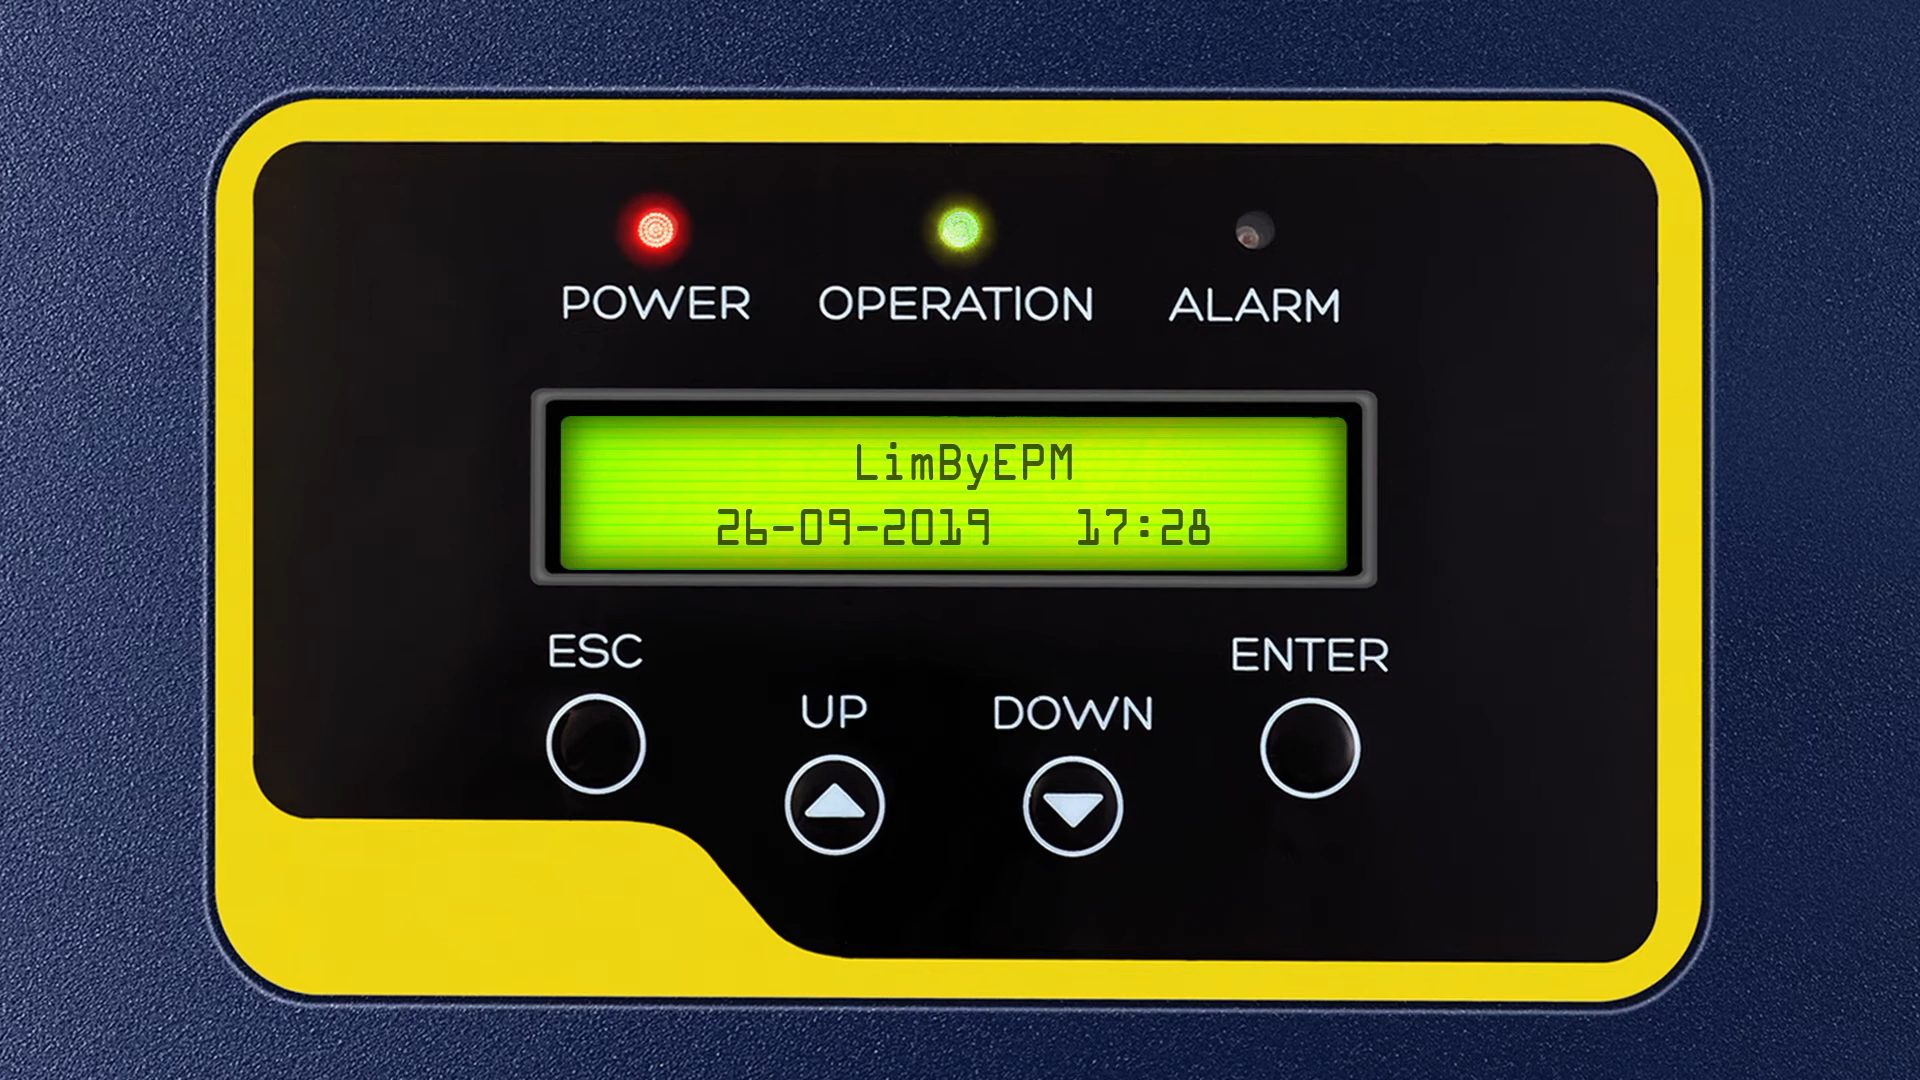 POWER OPERATION ALARM
LimByEPM
26-09-2019 17:28
ESC UP DOWN ENTER